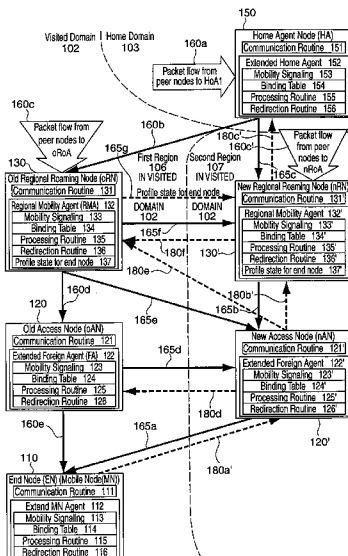 150
Visited Domain
102
Home Domain
103
160a
Packet flow from
peer nodes to
HoA1
Home Agent Node (HA)
Communication Routine 151
Extended Home Agent 152
Mobility Signaling 153
Binding Table 154
Processing Routine 155
Redirection Routine 156
160c
Packet flow from
peer nodes to
oRoA
160b
180c'
160c'
165c
Packet flow from
peer nodes to
nRoA
130
165g
First Region
106
IN VISITED
Second Region
107
IN VISITED
Profile state for end node
DOMAIN
102
DOMAIN
102
Old Regional Roaming Node (oRN)
Communication Routine 131
Regional Mobility Agent (RMA) 132
Mobility Signaling 133
Binding Table 134
Processing Routine 135
Redirection Routine 136
Profile state for end node 137
New Regional Roaming Node (nRN)
Communication Routine 131'
Regional Mobility Agent 132'
Mobility Signaling 133'
Binding Table 134'
Processing Routine 135'
Redirection Routine 136'
Profile state for end node 137'
165f
180f
130'
180e
160d
165e
165b
180b'
120
Old Access Node (oAN)
Communication Routine 121
Extended Foreign Agent (FA) 122
Mobility Signaling 123
Binding Table 124
Processing Routine 125
Redirection Routine 126
165d
180d
New Access Node (nAN)
Communication Routine 121'
Extended Foreign Agent 122'
Mobility Signaling 123'
Binding Table 124'
Processing Routine 125'
Redirection Routine 126'
120'
160e
165a
180a'
110
End Node (EN) (Mobile Node(MN))
Communication Routine 111
Extend MN Agent 112
Mobility Signaling 113
Binding Table 114
Processing Routine 115
Redirection Routine 116